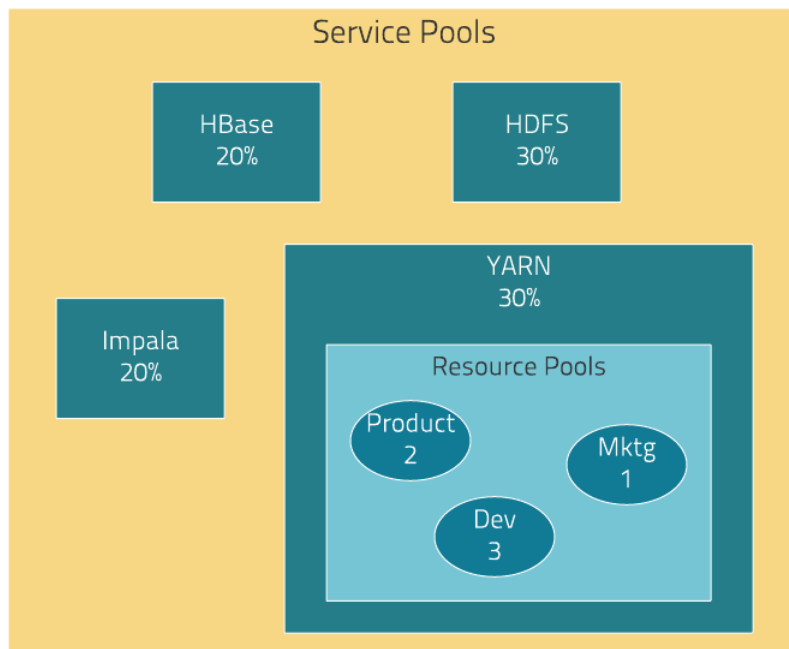 Service Pools
HBase
20%
HDFS
30%
YARN
30%
Impala
20%
Resource Pools
Product
2
Mktg
1
Dev
3